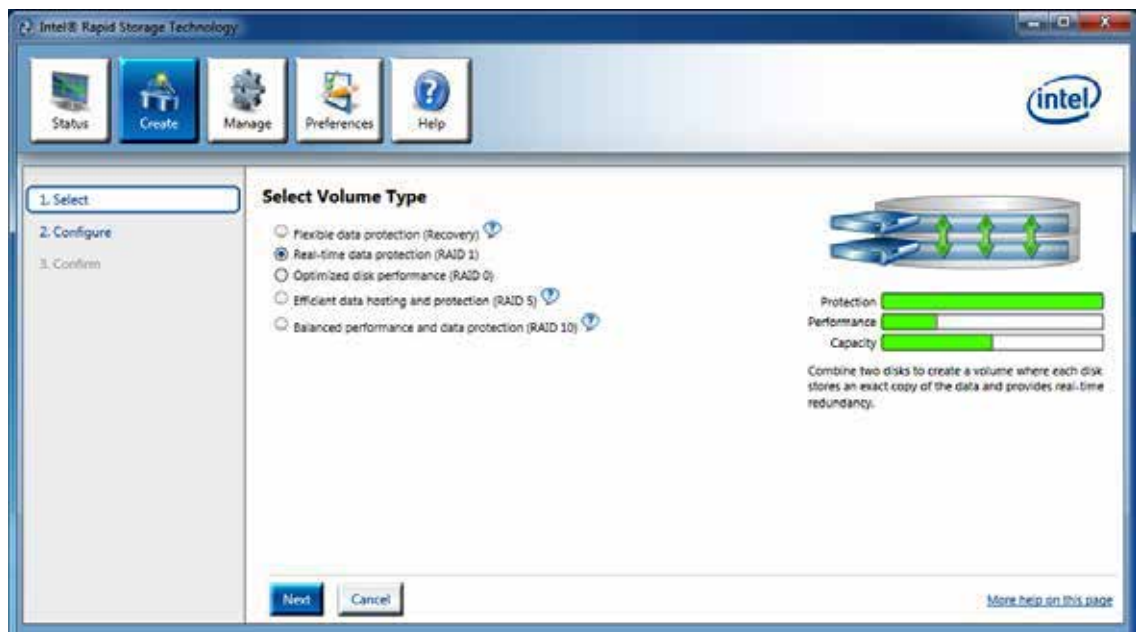 Intel® Rapid Storage Technology
Status
Create
Manage
Preferences
Help
intel
1. Select
2. Configure
3. Confirm
Select Volume Type
Flexible data protection (Recovery)
Real-time data protection (RAID 1)
Optimized disk performance (RAID 0)
Efficient data hosting and protection (RAID 5)
Balanced performance and data protection (RAID 10)
Protection
Performance
Capacity
Combine two disks to create a volume where each disk
stores an exact copy of the data and provides real-time
redundancy.
Next
Cancel
More help on this page